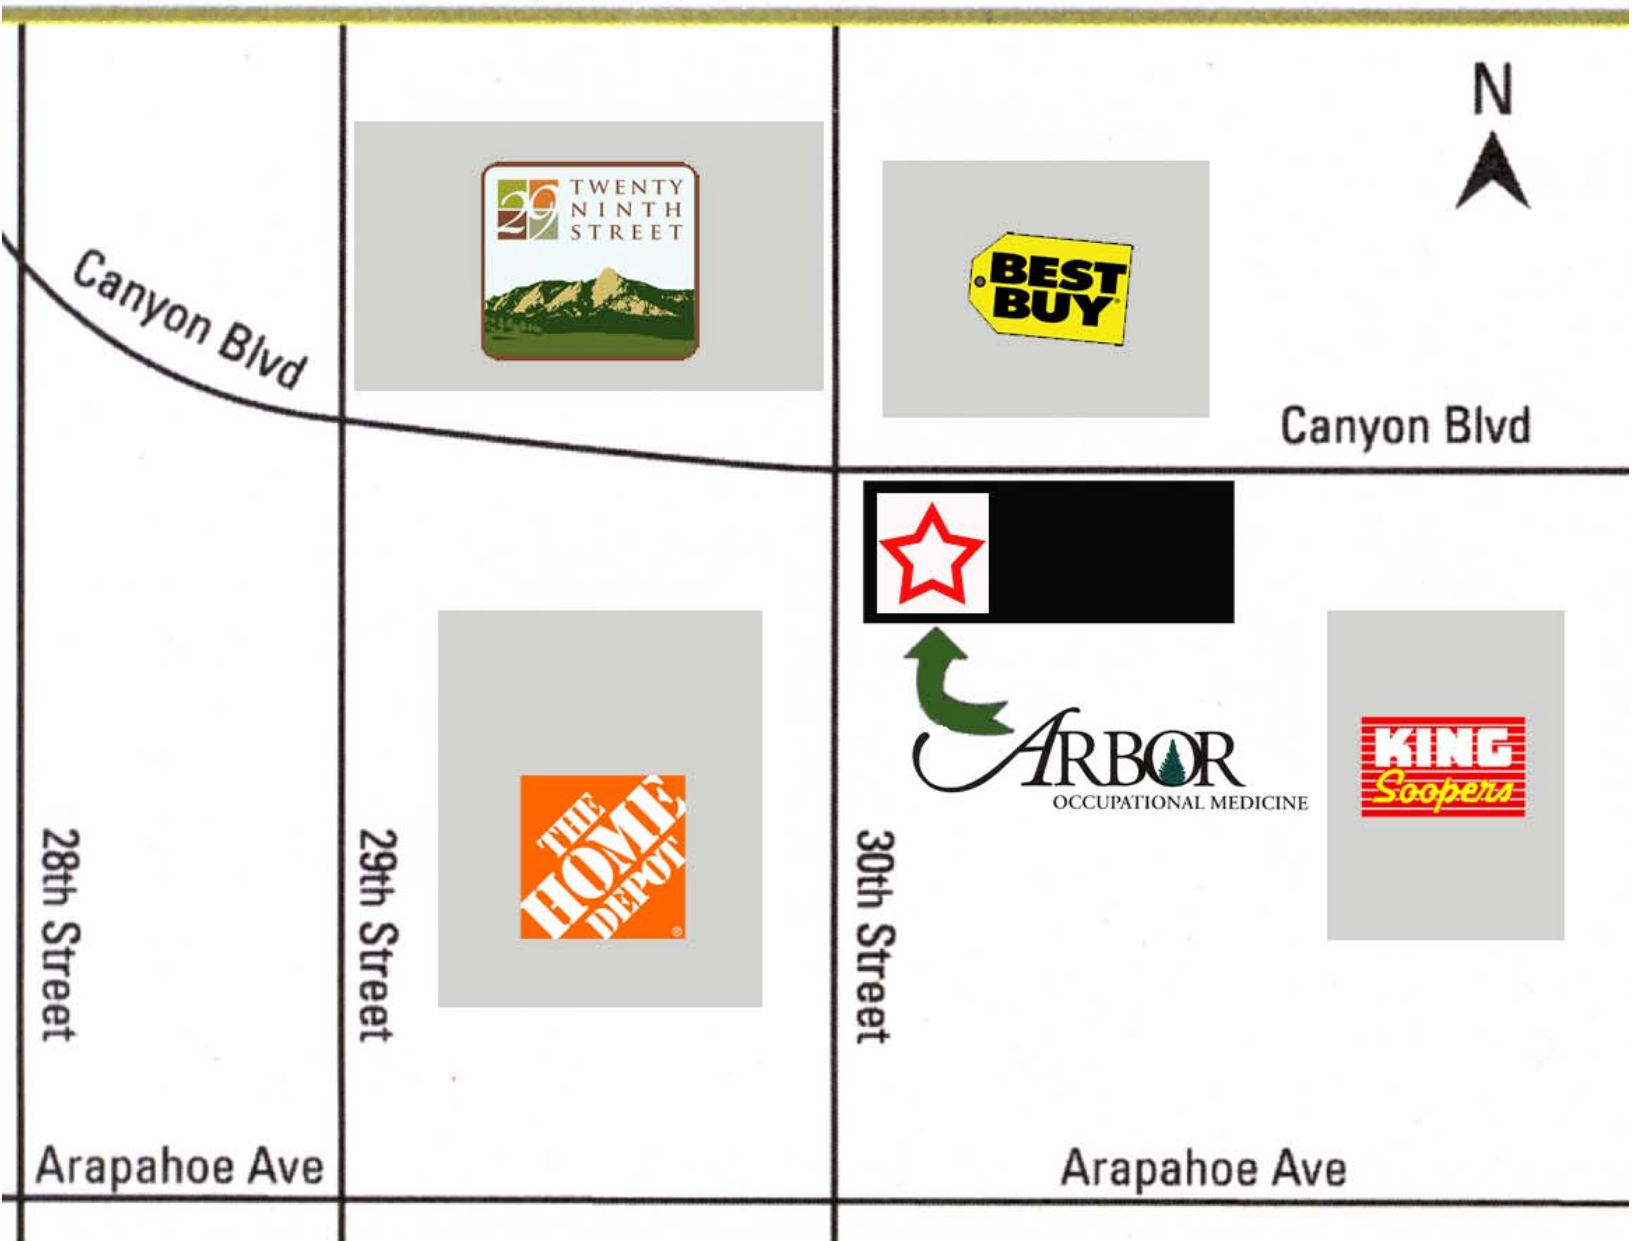 N
29 TWENTY
NINTH
STREET
BEST
BUY
Canyon Blvd
Canyon Blvd
ARBOR
OCCUPATIONAL MEDICINE
KING
Soopers
THE
HOME
DEPOT
®
28th Street
29th Street
30th Street
Arapahoe Ave
Arapahoe Ave